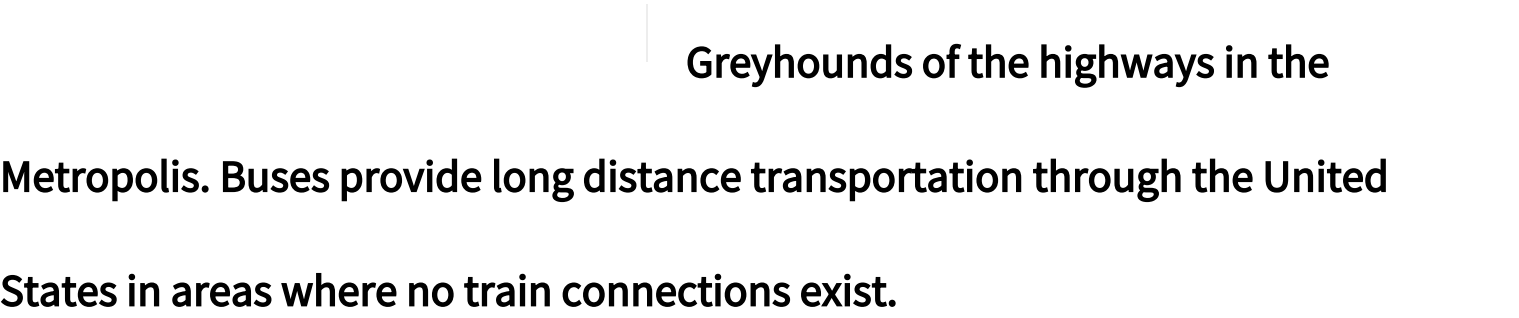 Greyhounds of the highways in the
Metropolis. Buses provide long distance transportation through the United
States in areas where no train connections exist.